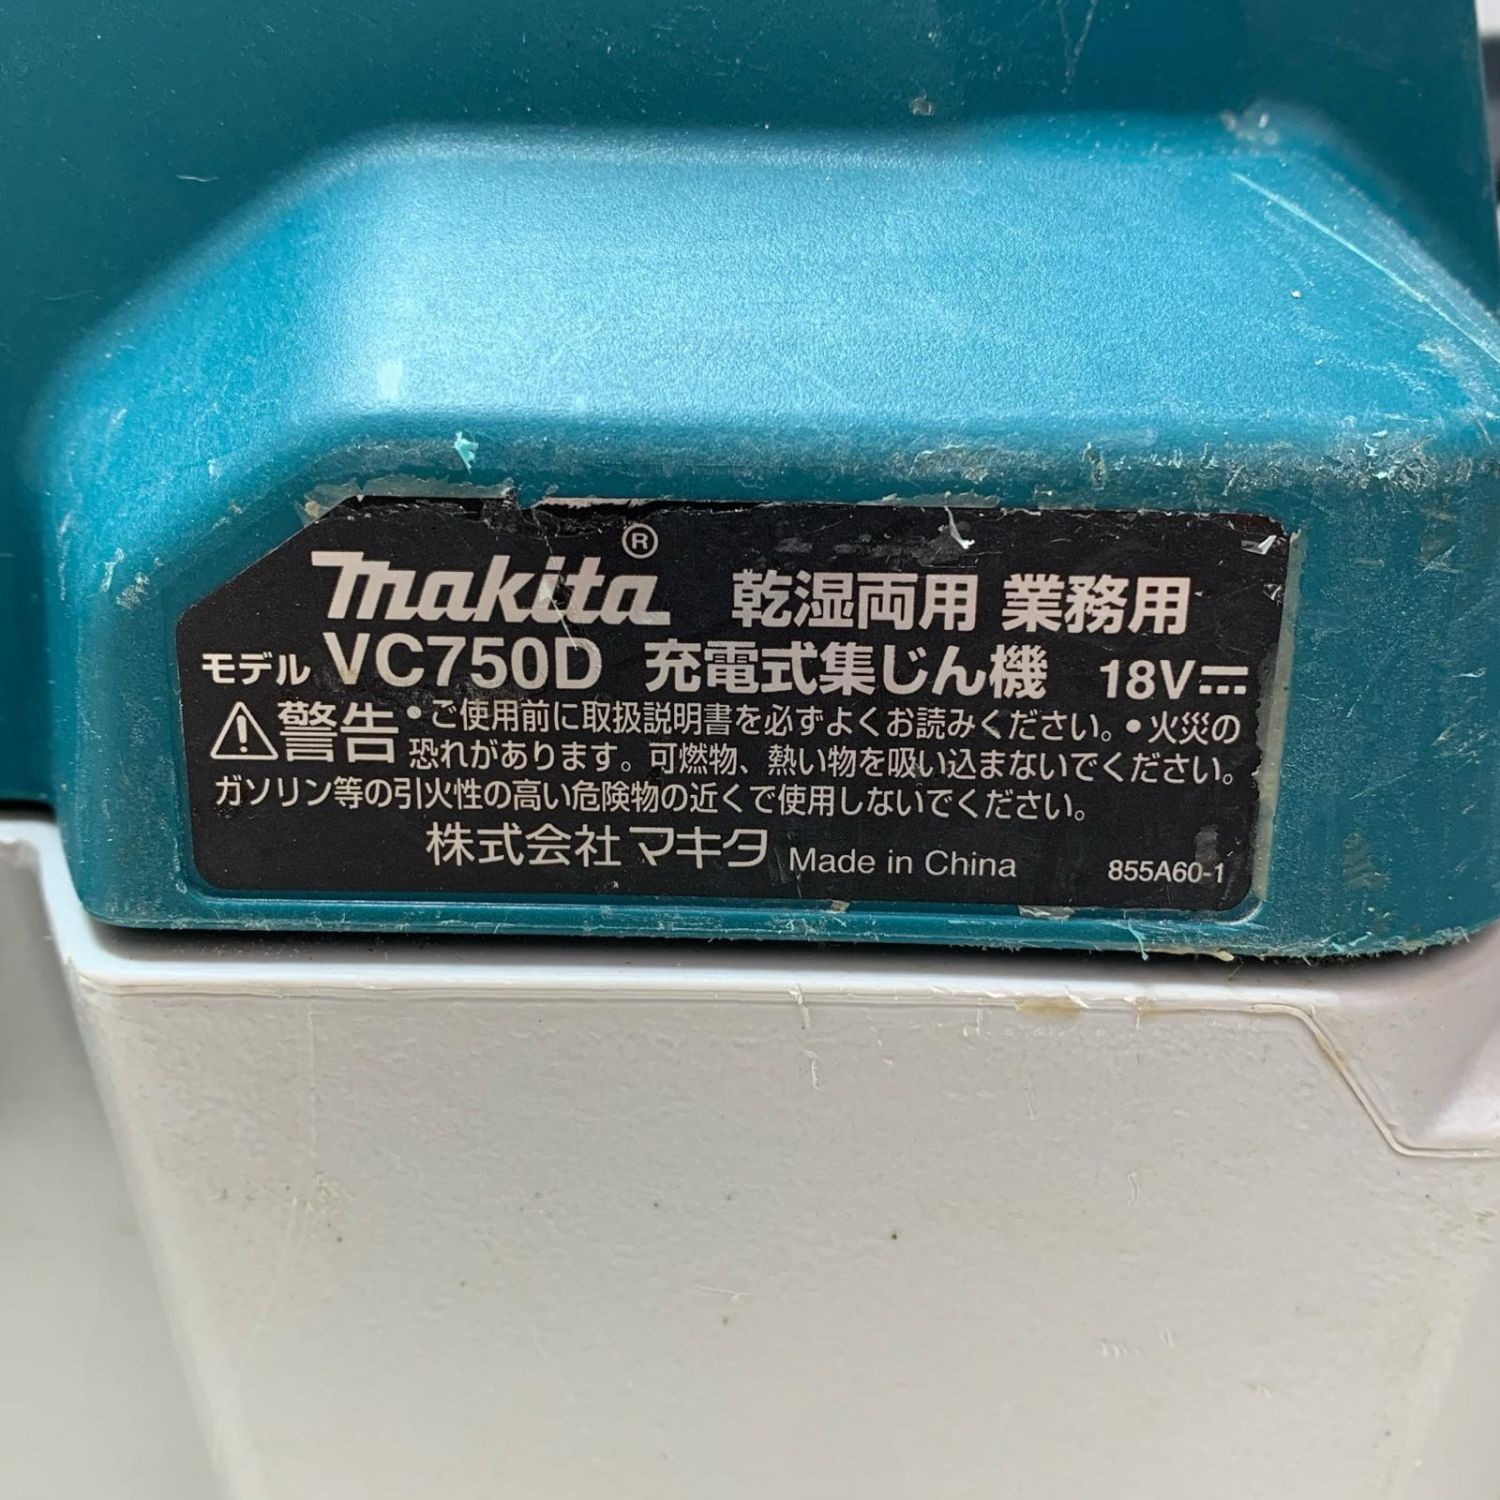 makita® 乾湿両用 業務用
モデル VC750D 充電式集じん機 18V
警告 •ご使用前に取扱説明書を必ずよくお読みください。•火災の
恐れがあります。可燃物、熱い物を吸い込まないでください。
ガソリン等の引火性の高い危険物の近くで使用しないでください。
株式会社マキタ Made in China 855A60-1